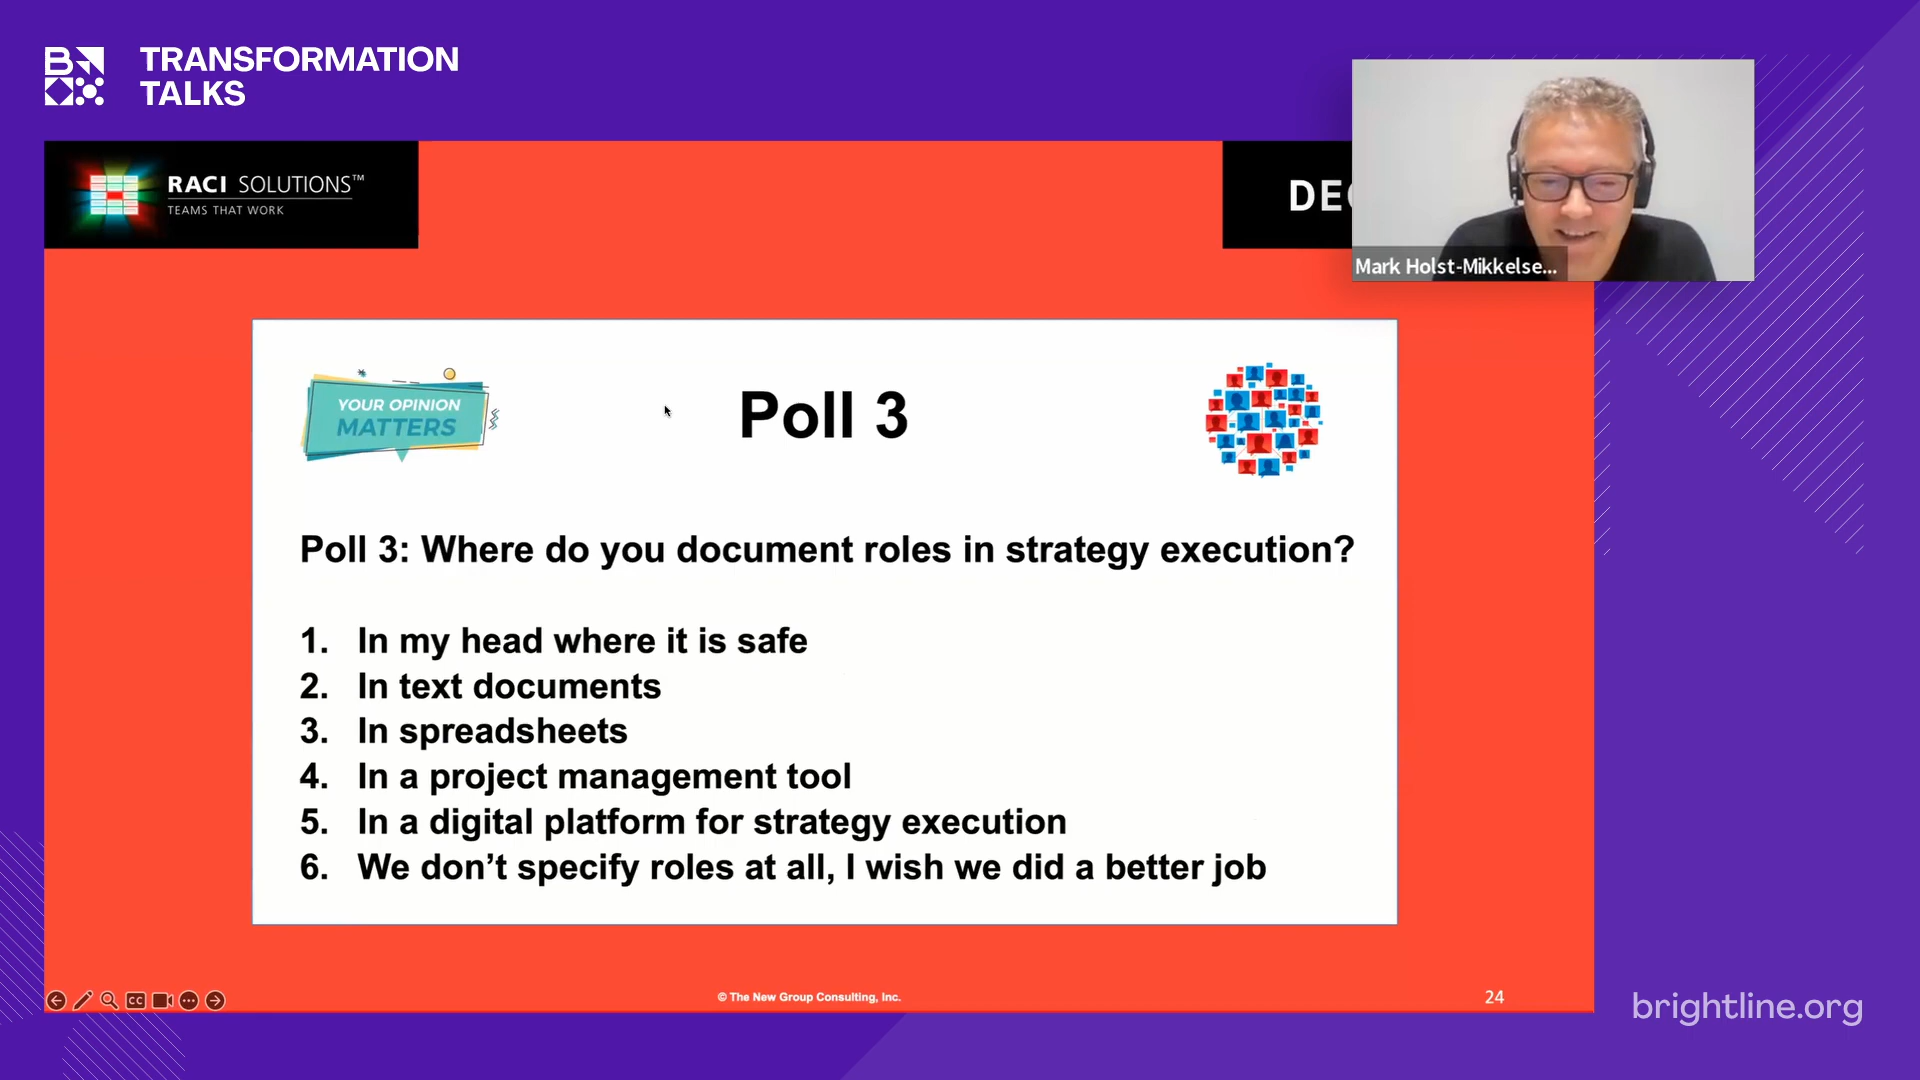 TRANSFORMATION
TALKS
RACI SOLUTIONS™
TEAMS THAT WORK
Mark Holst-Mikkelse...
YOUR OPINION
MATTERS
Poll 3
Poll 3: Where do you document roles in strategy execution?
1. In my head where it is safe
2. In text documents
3. In spreadsheets
4. In a project management tool
5. In a digital platform for strategy execution
6. We don’t specify roles at all, I wish we did a better job
CC
© The New Group Consulting, Inc.
24
brightline.org